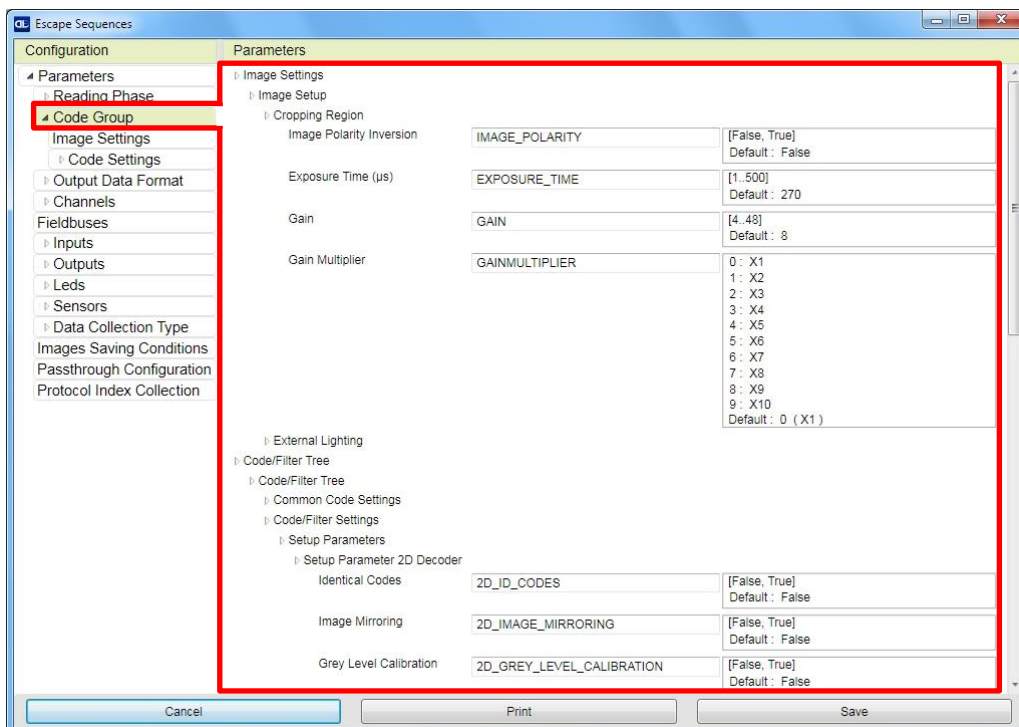 DL Escape Sequences
Configuration
Parameters
Parameters
Reading Phase
Code Group
Image Settings
Code Settings
Output Data Format
Channels
Fieldbuses
Inputs
Outputs
Leds
Sensors
Data Collection Type
Images Saving Conditions
Passthrough Configuration
Protocol Index Collection
Image Settings
Image Setup
Cropping Region
Image Polarity Inversion IMAGE_POLARITY [False, True]
Default : False
Exposure Time (µs) EXPOSURE_TIME [1..500]
Default : 270
Gain GAIN [4..48]
Default : 8
Gain Multiplier GAINMULTIPLIER 0 : X1
1 : X2
2 : X3
3 : X4
4 : X5
5 : X6
6 : X7
7 : X8
8 : X9
9 : X10
Default : 0 ( X1 )
External Lighting
Code/Filter Tree
Code/Filter Tree
Common Code Settings
Code/Filter Settings
Setup Parameters
Setup Parameter 2D Decoder
Identical Codes 2D_ID_CODES [False, True]
Default : False
Image Mirroring 2D_IMAGE_MIRRORING [False, True]
Default : False
Grey Level Calibration 2D_GREY_LEVEL_CALIBRATION [False, True]
Default : False
Cancel Print Save